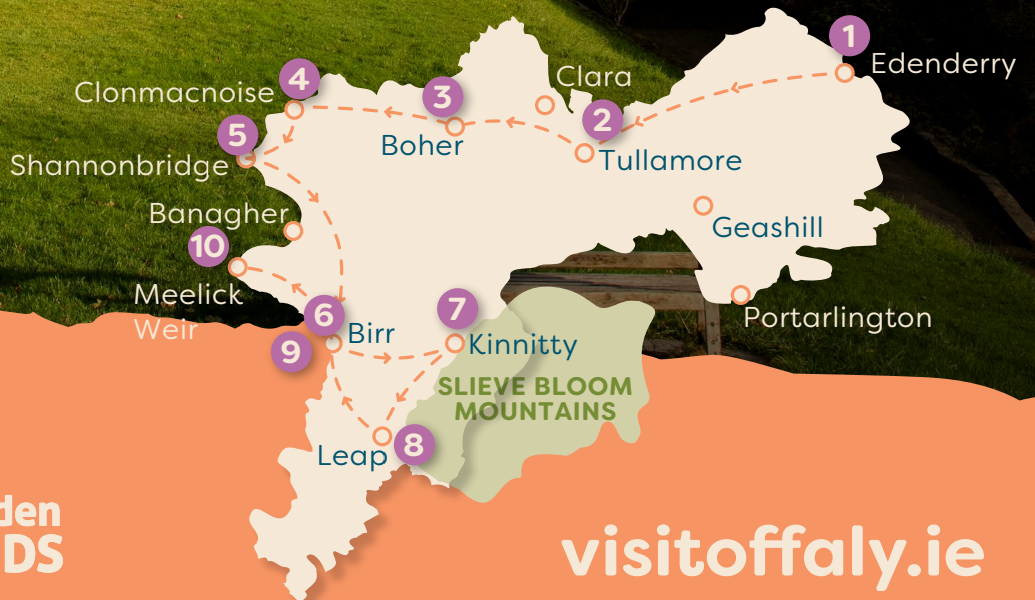 1
Edenderry
Clara
4
Clonmacnoise
3
2
Boher
Tullamore
5
Shannonbridge
Banagher
Geashill
10
Meelick
Weir
Portarlington
6
Birr
7
Kinnitty
9
SLIEVE BLOOM
MOUNTAINS
Leap
8
visitoffaly.ie